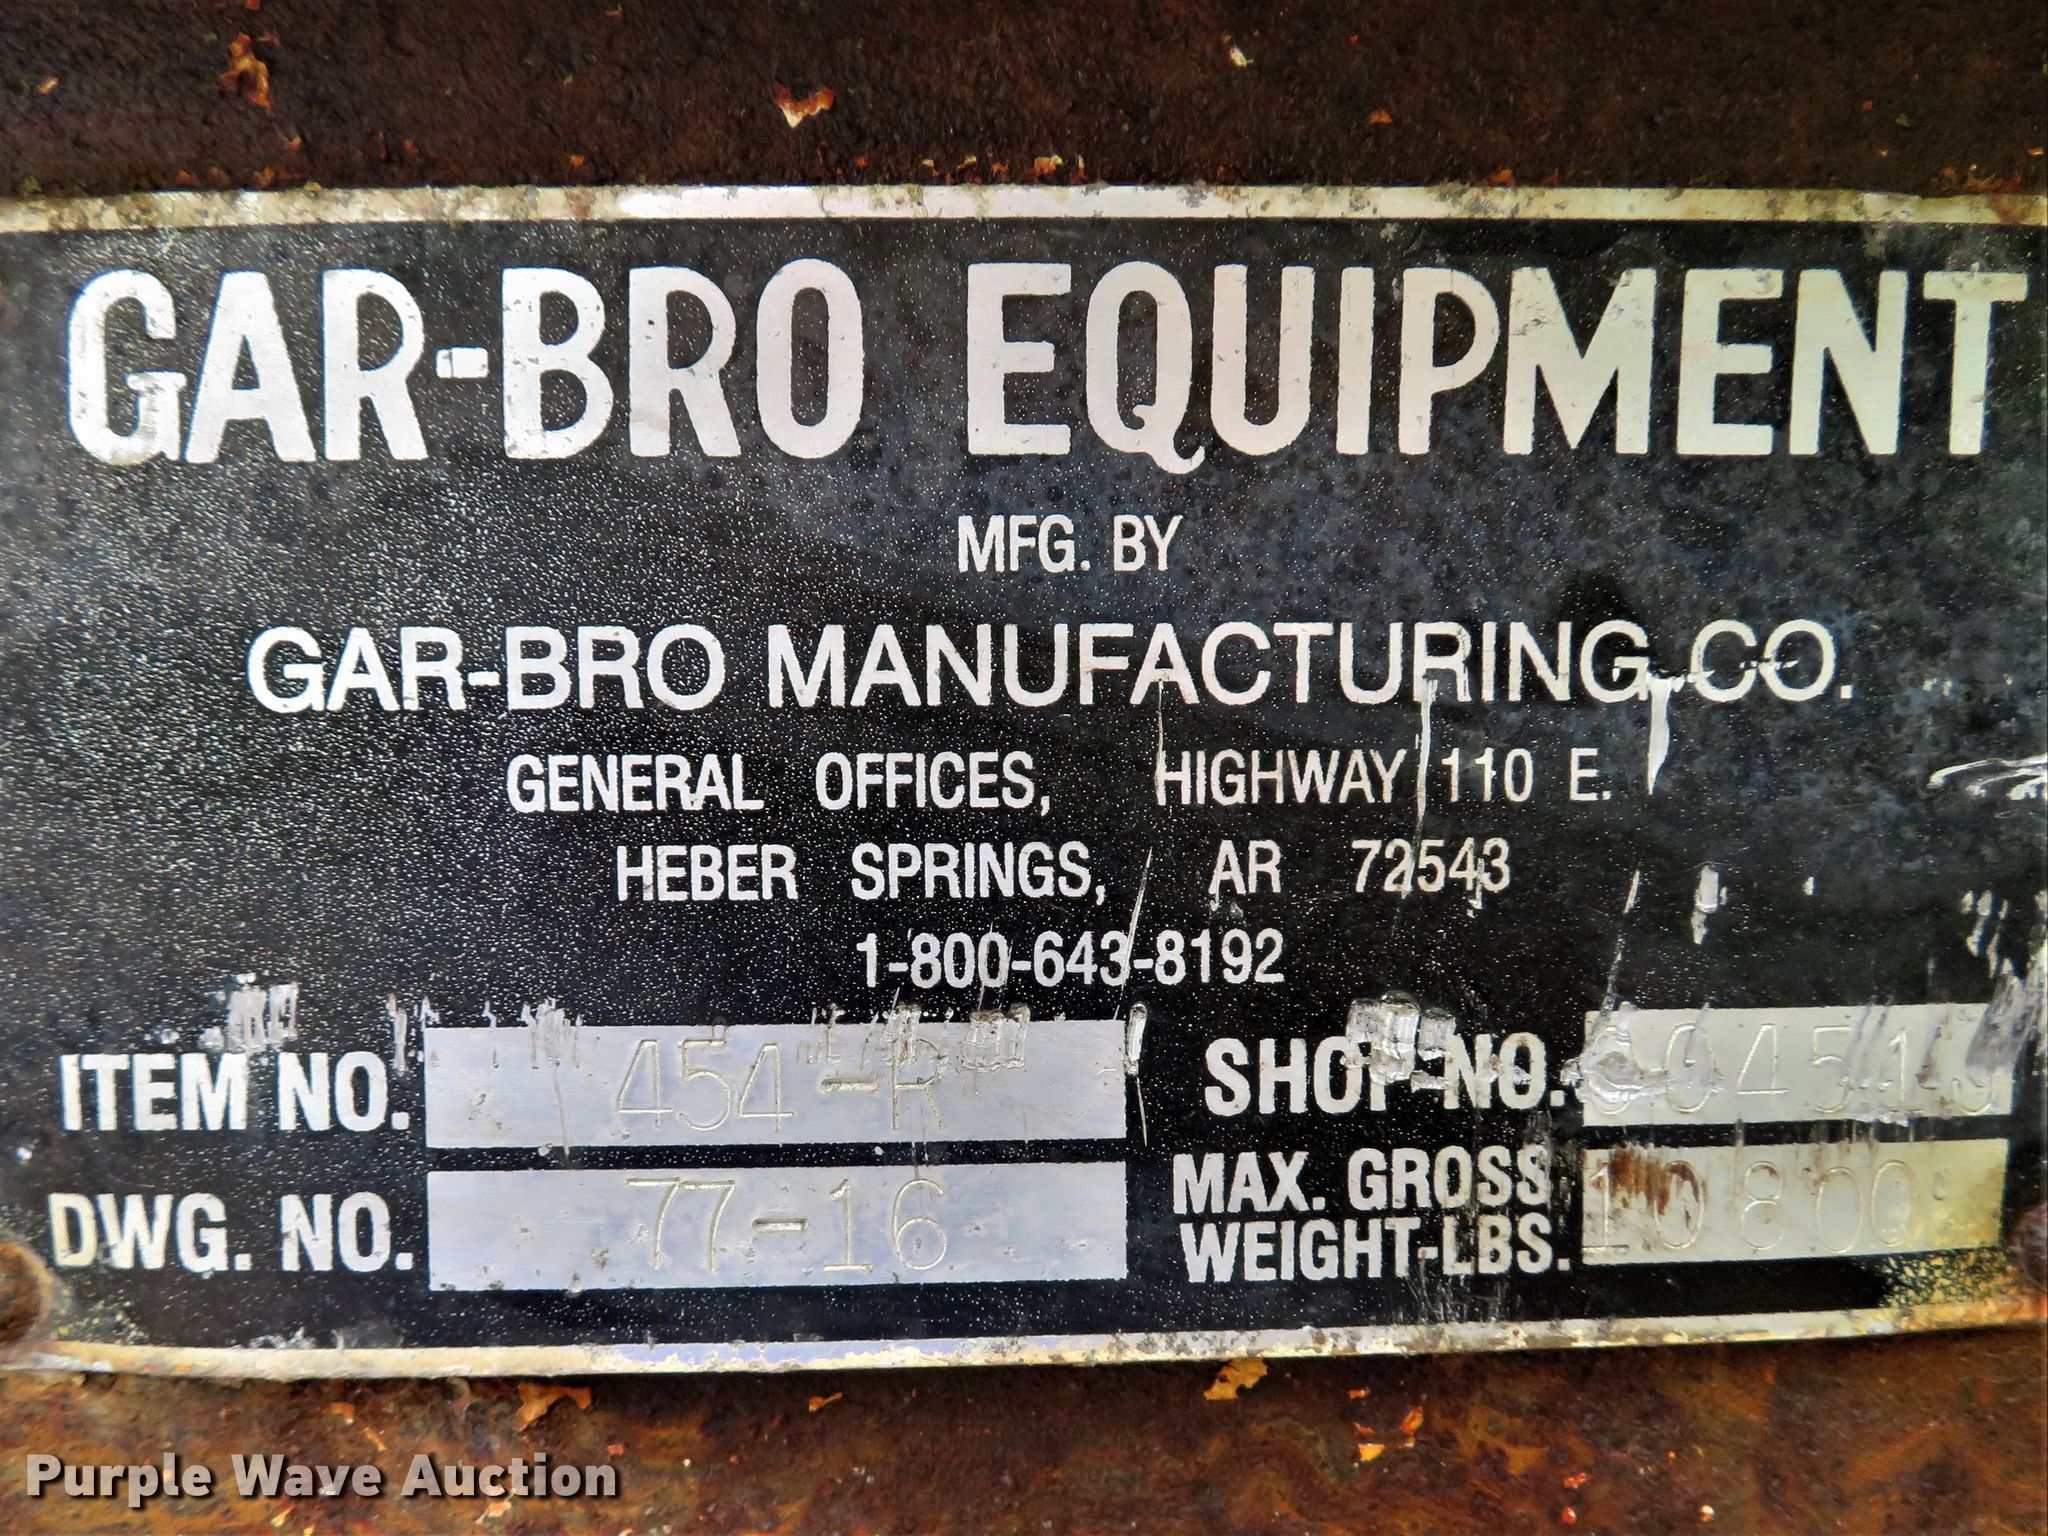 GAR-BRO EQUIPMENT
MFG. BY
GAR-BRO MANUFACTURING CO.
GENERAL OFFICES, HIGHWAY 110 E.
HEBER SPRINGS, AR 72543
1-800-643-8192
ITEM NO. 454-R SHOP NO.
DWG. NO. 77-16 MAX. GROSS WEIGHT-LBS. 10800
Purple Wave Auction